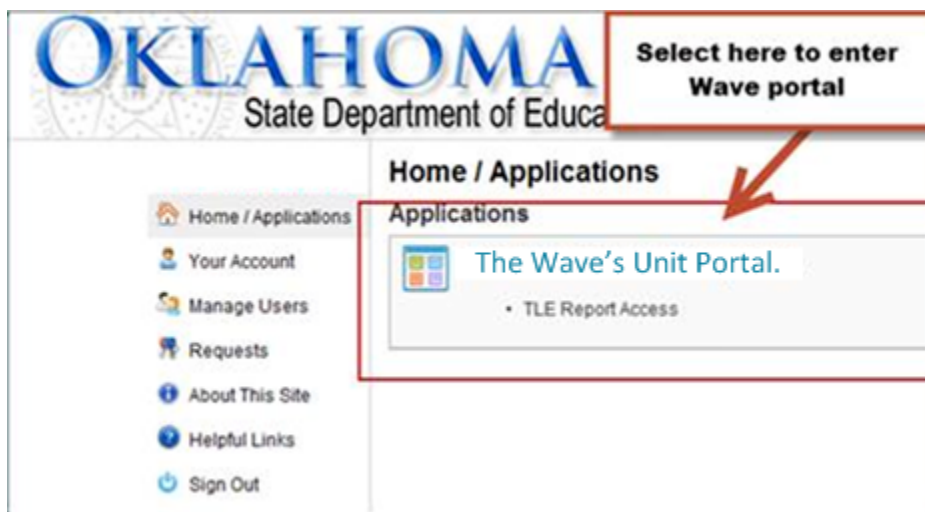 OKLAHOMA
State Department of Educa
Select here to enter
Wave portal
Home / Applications
Your Account
Manage Users
Requests
About This Site
Helpful Links
Sign Out
Home / Applications
Applications
The Wave's Unit Portal.
• TLE Report Access